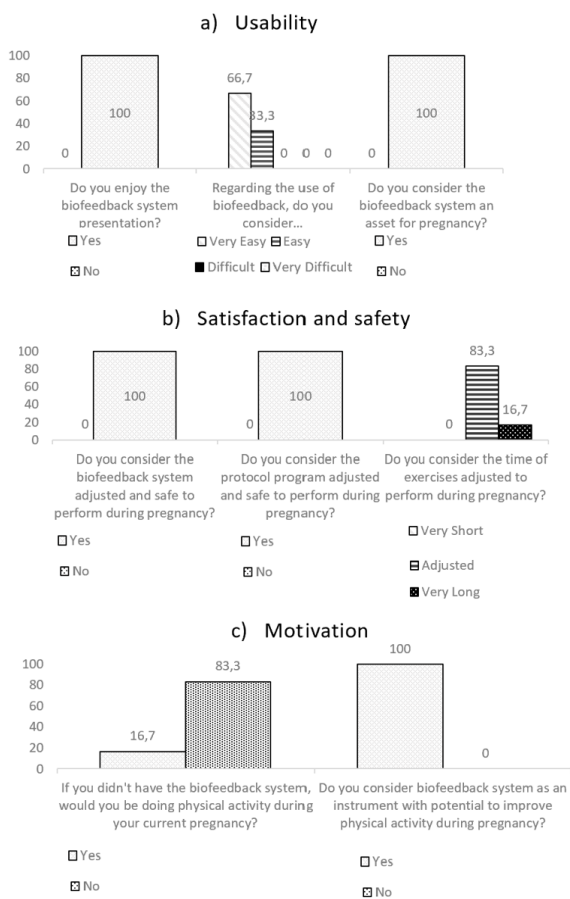 a) Usability
100
80
60
40
20
0
0
100
66,7
33,3
0
0
0
0
100
Do you enjoy the
biofeedback system
presentation?
Regarding the use of
biofeedback, do you
consider...
Do you consider the
biofeedback system an
asset for pregnancy?
Yes
No
Very Easy Easy
Difficult Very Difficult
Yes
No
b) Satisfaction and safety
100
80
60
40
20
0
0
100
0
100
0
83,3
16,7
Do you consider the
biofeedback system
adjusted and safe to
perform during pregnancy?
Do you consider the
protocol program adjusted
and safe to perform during
pregnancy?
Do you consider the time of
exercises adjusted to
perform during pregnancy?
Yes
No
Yes
No
Very Short
Adjusted
Very Long
c) Motivation
100
80
60
40
20
0
16,7
83,3
100
0
If you didn't have the biofeedback system,
would you be doing physical activity during
your current pregnancy?
Do you consider biofeedback system as an
instrument with potential to improve
physical activity during pregnancy?
Yes
No
Yes
No